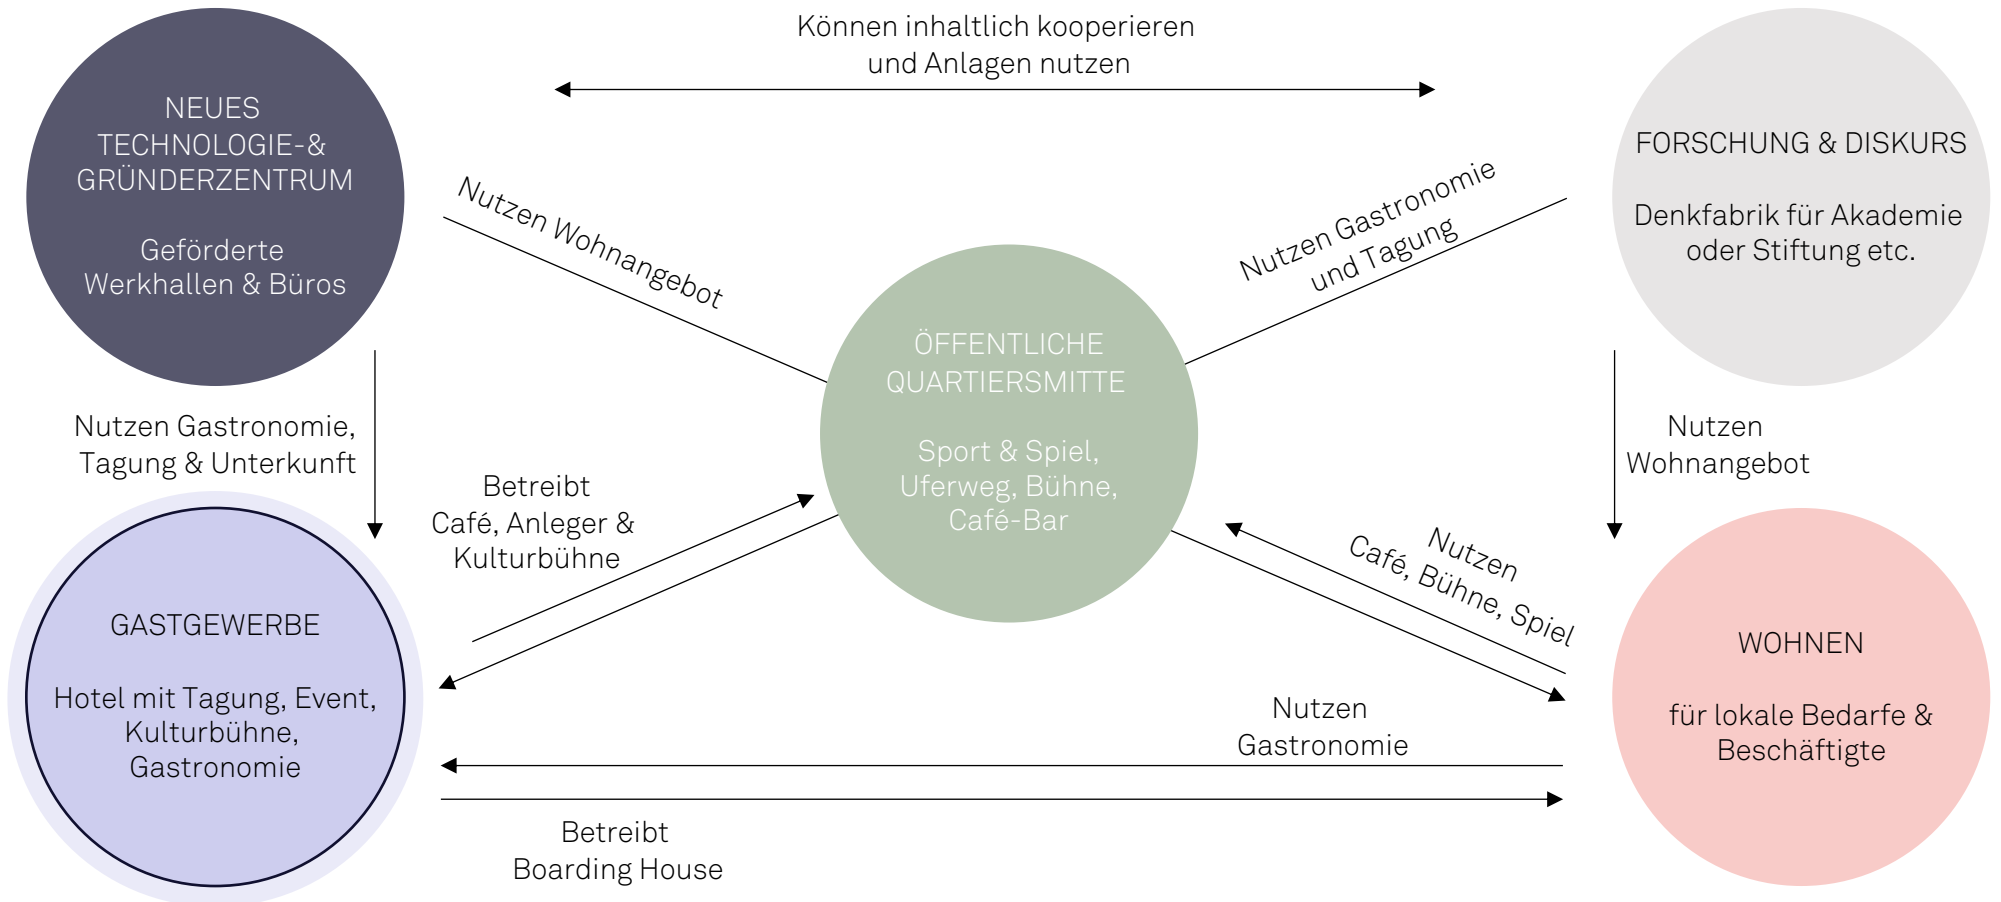 Können inhaltlich kooperieren
und Anlagen nutzen
NEUES
TECHNOLOGIE-&
GRÜNDERZENTRUM
Geförderte
Werkhallen & Büros
FORSCHUNG & DISKURS
Denkfabrik für Akademie
oder Stiftung etc.
Nutzen Wohnangebot
Nutzen Gastronomie
und Tagung
ÖFFENTLICHE
QUARTIERSMITTE
Sport & Spiel,
Uferweg, Bühne,
Café-Bar
Nutzen Gastronomie,
Tagung & Unterkunft
Nutzen
Wohnangebot
Betreibt
Café, Anleger &
Kulturbühne
Nutzen
Café, Bühne, Spiel
GASTGEWERBE
Hotel mit Tagung, Event,
Kulturbühne,
Gastronomie
WOHNEN
für lokale Bedarfe &
Beschäftigte
Nutzen
Gastronomie
Betreibt
Boarding House